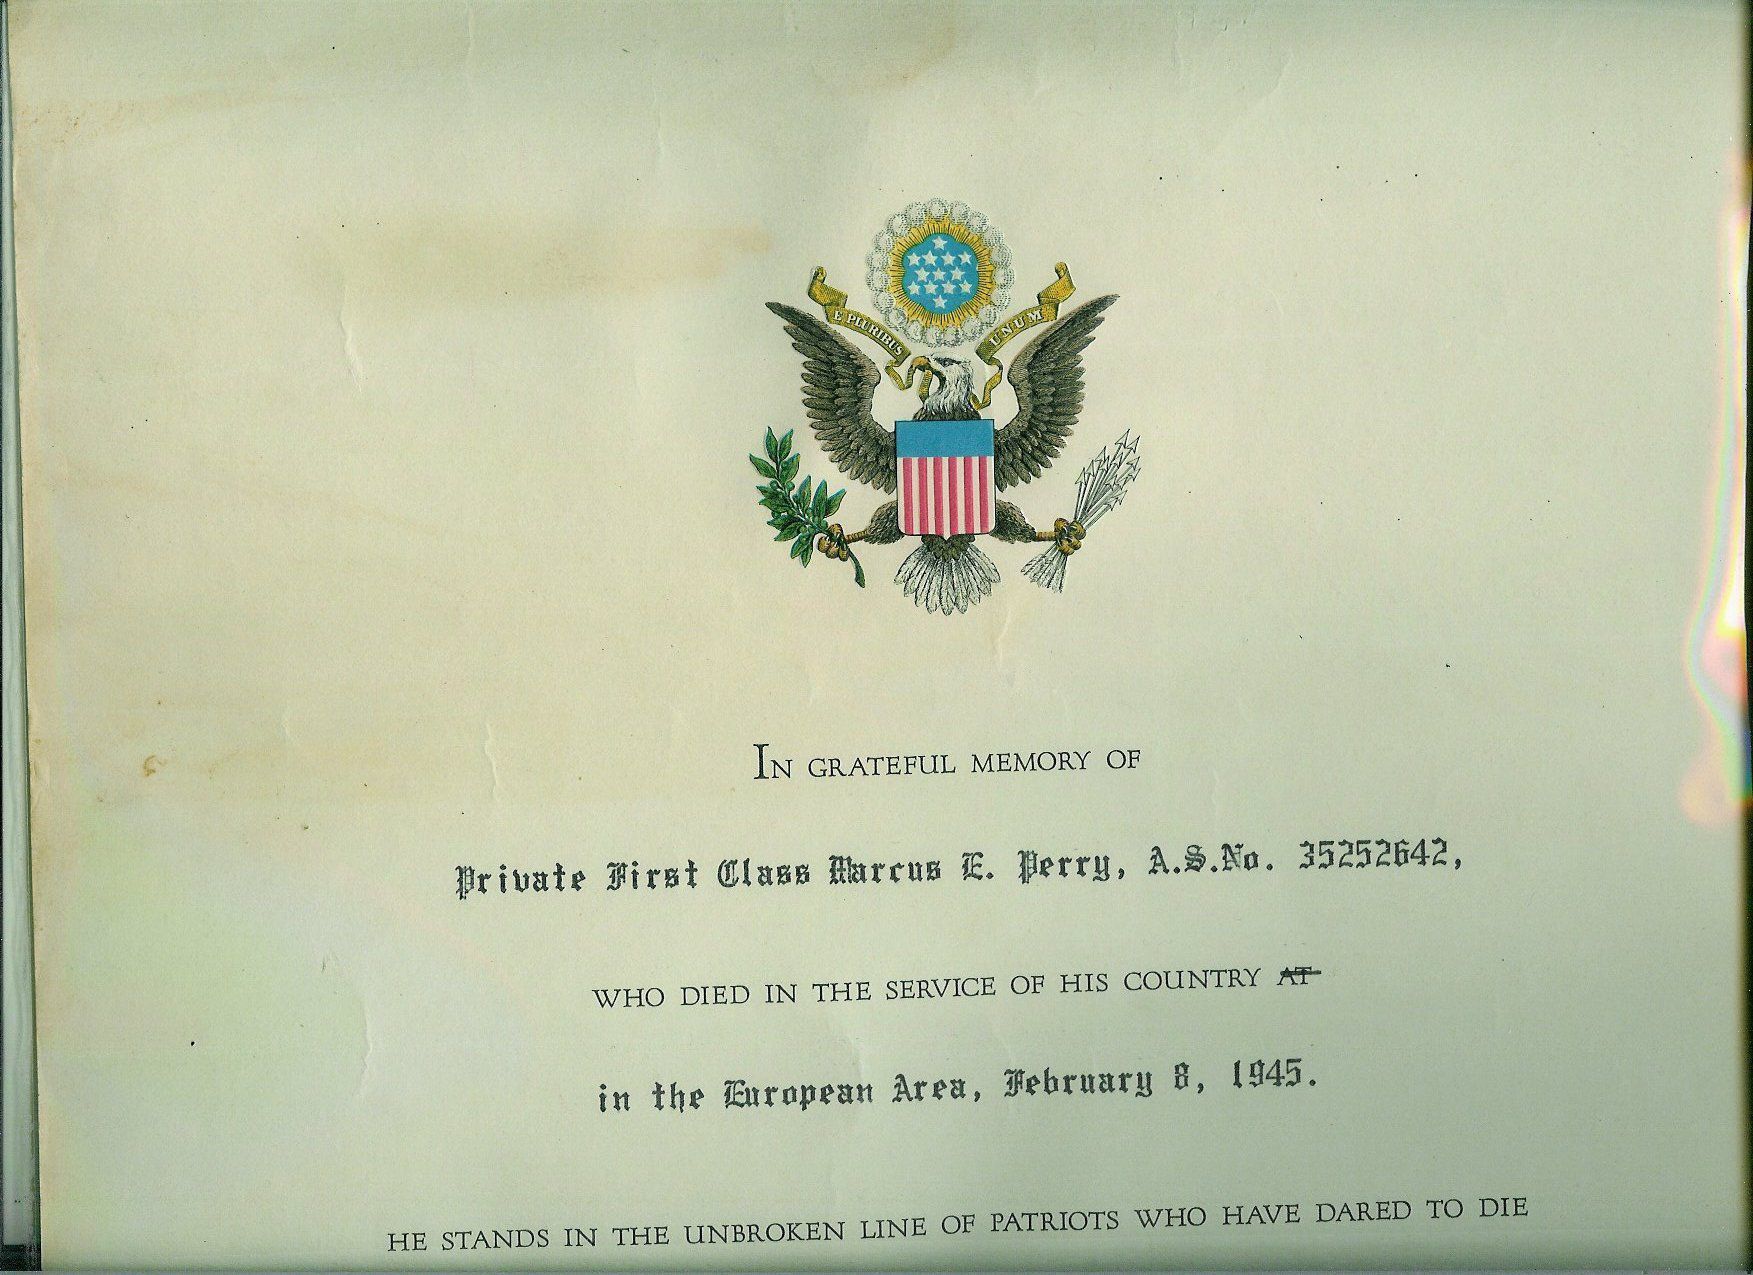 E PLURIBUS UNUM
IN GRATEFUL MEMORY OF
Private First Class Marcus E. Perry, A.S.No. 35252642,
WHO DIED IN THE SERVICE OF HIS COUNTRY AT
in the European Area, February 8, 1945.
HE STANDS IN THE UNBROKEN LINE OF PATRIOTS WHO HAVE DARED TO DIE